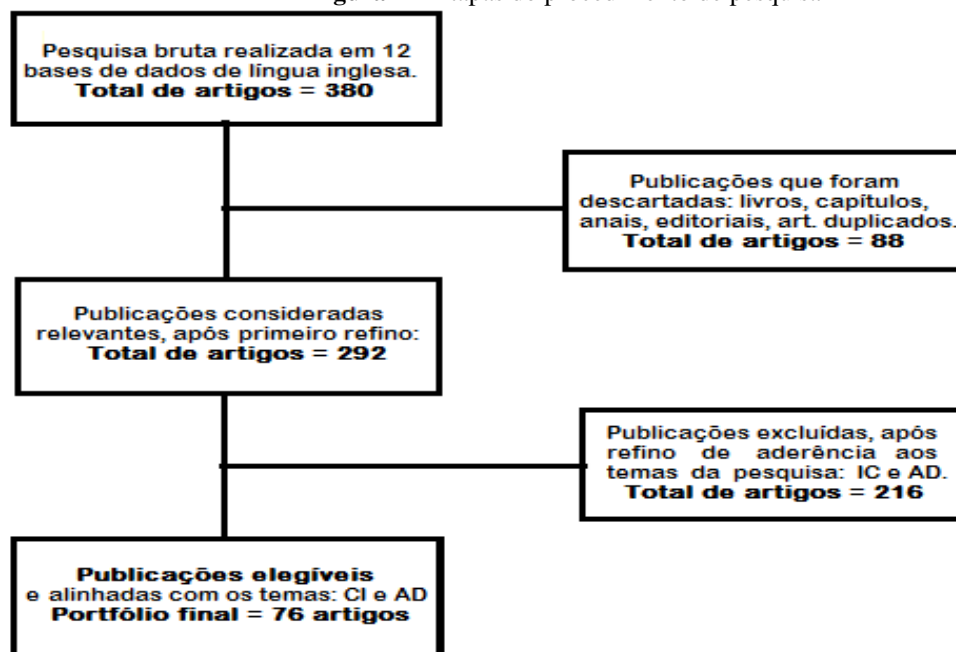 Pesquisa bruta realizada em 12
bases de dados de língua inglesa.
Total de artigos = 380
Publicações que foram
descartadas: livros, capítulos,
anais, editoriais, art. duplicados.
Total de artigos = 88
Publicações consideradas
relevantes, após primeiro refino:
Total de artigos = 292
Publicações excluídas, após
refino de aderência aos
temas da pesquisa: IC e AD.
Total de artigos = 216
Publicações elegíveis
e alinhadas com os temas: CI e AD
Portfólio final = 76 artigos